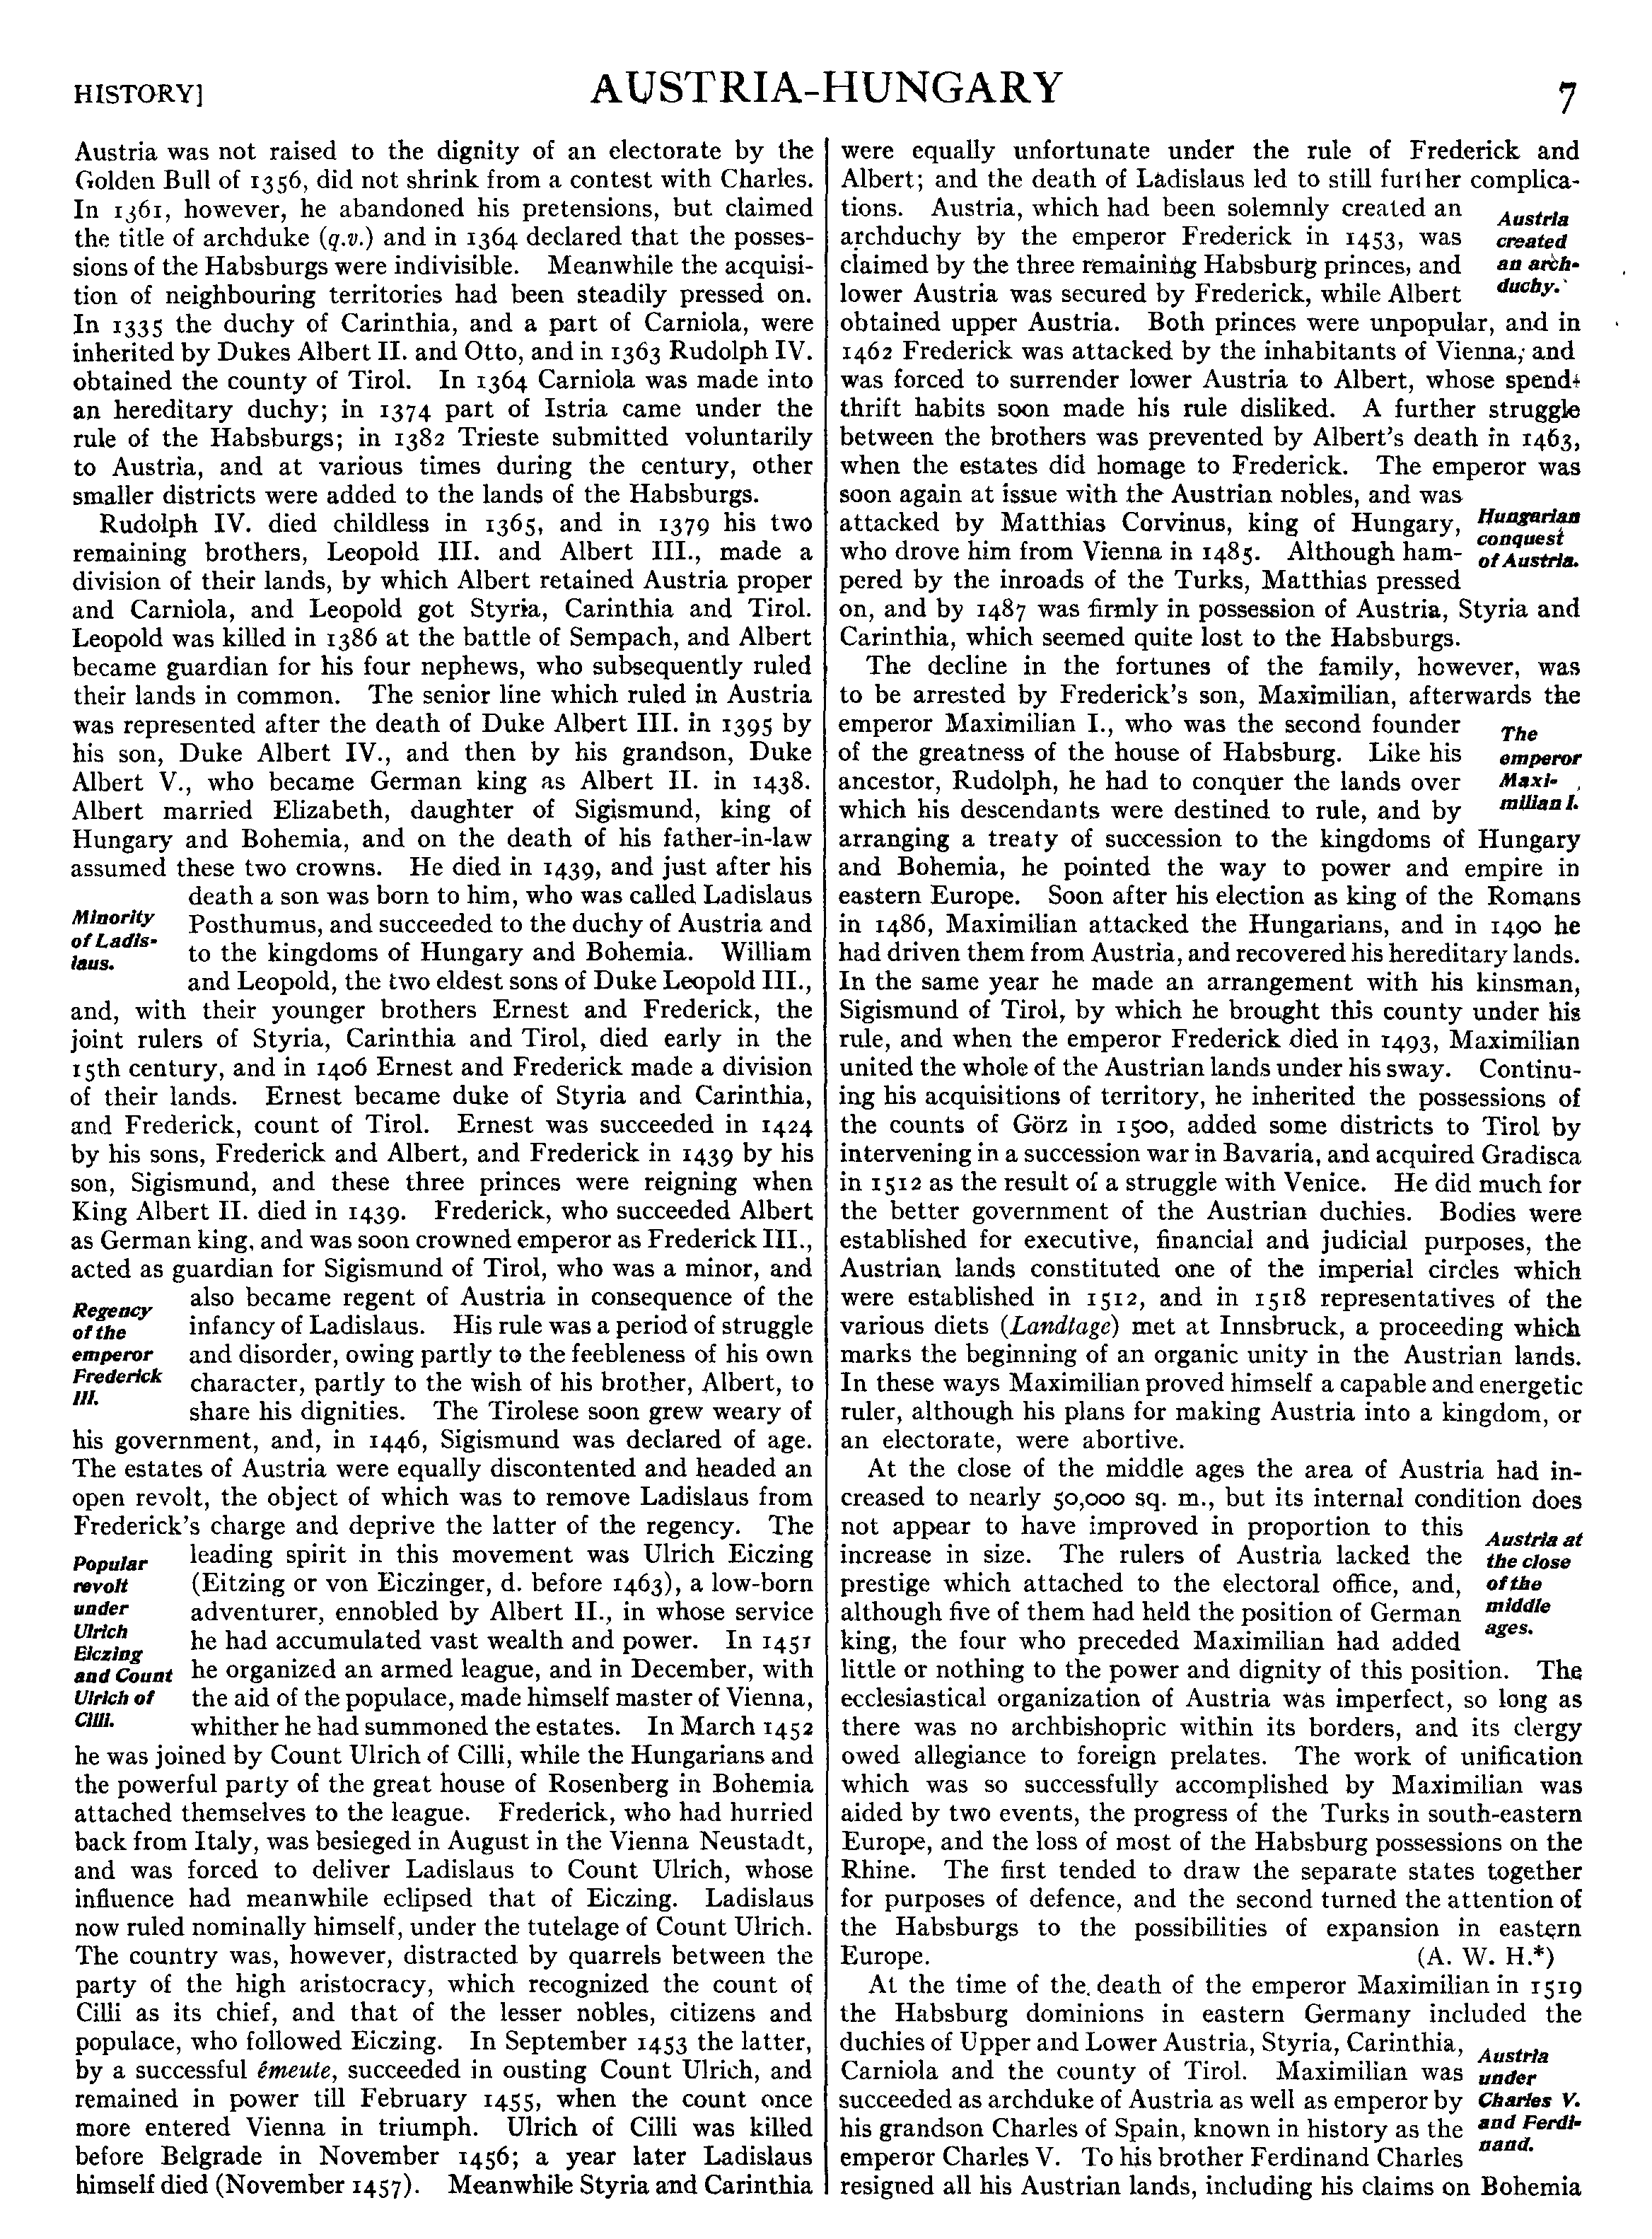 HISTORY]
AUSTRIA-HUNGARY
7
Austria was not raised to the dignity of an electorate by the
Golden Bull of 1356, did not shrink from a contest with Charles.
In 1361, however, he abandoned his pretensions, but claimed
the title of archduke (q.v.) and in 1364 declared that the posses-
sions of the Habsburgs were indivisible. Meanwhile the acquisi-
tion of neighbouring territories had been steadily pressed on.
In 1335 the duchy of Carinthia, and a part of Carniola, were
inherited by Dukes Albert II. and Otto, and in 1363 Rudolph IV.
obtained the county of Tirol. In 1364 Carniola was made into
an hereditary duchy; in 1374 part of Istria came under the
rule of the Habsburgs; in 1382 Trieste submitted voluntarily
to Austria, and at various times during the century, other
smaller districts were added to the lands of the Habsburgs.
Rudolph IV. died childless in 1365, and in 1379 his two
remaining brothers, Leopold III. and Albert III., made a
division of their lands, by which Albert retained Austria proper
and Carniola, and Leopold got Styria, Carinthia and Tirol.
Leopold was killed in 1386 at the battle of Sempach, and Albert
became guardian for his four nephews, who subsequently ruled
their lands in common. The senior line which ruled in Austria
was represented after the death of Duke Albert III. in 1395 by
his son, Duke Albert IV., and then by his grandson, Duke
Albert V., who became German king as Albert II. in 1438.
Albert married Elizabeth, daughter of Sigismund, king of
Hungary and Bohemia, and on the death of his father-in-law
assumed these two crowns. He died in 1439, and just after his
death a son was born to him, who was called Ladislaus
Posthumus, and succeeded to the duchy of Austria and
to the kingdoms of Hungary and Bohemia. William
and Leopold, the two eldest sons of Duke Leopold III.,
Minority
of Ladis-
laus.
and, with their younger brothers Ernest and Frederick, the
joint rulers of Styria, Carinthia and Tirol, died early in the
15th century, and in 1406 Ernest and Frederick made a division
of their lands. Ernest became duke of Styria and Carinthia,
and Frederick, count of Tirol. Ernest was succeeded in 1424
by his sons, Frederick and Albert, and Frederick in 1439 by his
son, Sigismund, and these three princes were reigning when
King Albert II. died in 1439. Frederick, who succeeded Albert
as German king, and was soon crowned emperor as Frederick III.,
acted as guardian for Sigismund of Tirol, who was a minor, and
also became regent of Austria in consequence of the
infancy of Ladislaus. His rule was a period of struggle
and disorder, owing partly to the feebleness of his own
character, partly to the wish of his brother, Albert, to
share his dignities. The Tirolese soon grew weary of
Regency
of the
emperor
Frederick
III.
his government, and, in 1446, Sigismund was declared of age.
The estates of Austria were equally discontented and headed an
open revolt, the object of which was to remove Ladislaus from
Frederick's charge and deprive the latter of the regency. The
leading spirit in this movement was Ulrich Eiczing
(Eitzing or von Eiczinger, d. before 1463), a low-born
adventurer, ennobled by Albert II., in whose service
he had accumulated vast wealth and power. In 1451
he organized an armed league, and in December, with
the aid of the populace, made himself master of Vienna,
whither he had summoned the estates. In March 1452
Popular
revolt
under
Ulrich
Eiczing
and Count
Ulrich of
Cilli.
he was joined by Count Ulrich of Cilli, while the Hungarians and
the powerful party of the great house of Rosenberg in Bohemia
attached themselves to the league. Frederick, who had hurried
back from Italy, was besieged in August in the Vienna Neustadt,
and was forced to deliver Ladislaus to Count Ulrich, whose
influence had meanwhile eclipsed that of Eiczing. Ladislaus
now ruled nominally himself, under the tutelage of Count Ulrich.
The country was, however, distracted by quarrels between the
party of the high aristocracy, which recognized the count of
Cilli as its chief, and that of the lesser nobles, citizens and
populace, who followed Eiczing. In September 1453 the latter,
by a successful émeute, succeeded in ousting Count Ulrich, and
remained in power till February 1455, when the count once
more entered Vienna in triumph. Ulrich of Cilli was killed
before Belgrade in November 1456; a year later Ladislaus
himself died (November 1457). Meanwhile Styria and Carinthia
were equally unfortunate under the rule of Frederick and
Albert; and the death of Ladislaus led to still further complica-
tions. Austria, which had been solemnly created an
archduchy by the emperor Frederick in 1453, was
claimed by the three remaining Habsburg princes, and
lower Austria was secured by Frederick, while Albert
Austria
created
an arch-
duchy.
obtained upper Austria. Both princes were unpopular, and in
1462 Frederick was attacked by the inhabitants of Vienna, and
was forced to surrender lower Austria to Albert, whose spend-
thrift habits soon made his rule disliked. A further struggle
between the brothers was prevented by Albert's death in 1463,
when the estates did homage to Frederick. The emperor was
soon again at issue with the Austrian nobles, and was
attacked by Matthias Corvinus, king of Hungary,
who drove him from Vienna in 1485. Although ham-
pered by the inroads of the Turks, Matthias pressed
Hungarian
conquest
of Austria.
on, and by 1487 was firmly in possession of Austria, Styria and
Carinthia, which seemed quite lost to the Habsburgs.
The decline in the fortunes of the family, however, was
to be arrested by Frederick's son, Maximilian, afterwards the
emperor Maximilian I., who was the second founder
of the greatness of the house of Habsburg. Like his
ancestor, Rudolph, he had to conquer the lands over
which his descendants were destined to rule, and by
The
emperor
Maxi-
milian I.
arranging a treaty of succession to the kingdoms of Hungary
and Bohemia, he pointed the way to power and empire in
eastern Europe. Soon after his election as king of the Romans
in 1486, Maximilian attacked the Hungarians, and in 1490 he
had driven them from Austria, and recovered his hereditary lands.
In the same year he made an arrangement with his kinsman,
Sigismund of Tirol, by which he brought this county under his
rule, and when the emperor Frederick died in 1493, Maximilian
united the whole of the Austrian lands under his sway. Continu-
ing his acquisitions of territory, he inherited the possessions of
the counts of Görz in 1500, added some districts to Tirol by
intervening in a succession war in Bavaria, and acquired Gradisca
in 1512 as the result of a struggle with Venice. He did much for
the better government of the Austrian duchies. Bodies were
established for executive, financial and judicial purposes, the
Austrian lands constituted one of the imperial circles which
were established in 1512, and in 1518 representatives of the
various diets (Landtage) met at Innsbruck, a proceeding which
marks the beginning of an organic unity in the Austrian lands.
In these ways Maximilian proved himself a capable and energetic
ruler, although his plans for making Austria into a kingdom, or
an electorate, were abortive.
At the close of the middle ages the area of Austria had in-
creased to nearly 50,000 sq. m., but its internal condition does
not appear to have improved in proportion to this
increase in size. The rulers of Austria lacked the
prestige which attached to the electoral office, and,
although five of them had held the position of German
king, the four who preceded Maximilian had added
Austria at
the close
of the
middle
ages.
little or nothing to the power and dignity of this position. The
ecclesiastical organization of Austria was imperfect, so long as
there was no archbishopric within its borders, and its clergy
owed allegiance to foreign prelates. The work of unification
which was so successfully accomplished by Maximilian was
aided by two events, the progress of the Turks in south-eastern
Europe, and the loss of most of the Habsburg possessions on the
Rhine. The first tended to draw the separate states together
for purposes of defence, and the second turned the attention of
the Habsburgs to the possibilities of expansion in eastern
Europe. (A. W. H.*)
At the time of the death of the emperor Maximilian in 1519
the Habsburg dominions in eastern Germany included the
duchies of Upper and Lower Austria, Styria, Carinthia,
Carniola and the county of Tirol. Maximilian was
succeeded as archduke of Austria as well as emperor by
his grandson Charles of Spain, known in history as the
emperor Charles V. To his brother Ferdinand Charles
Austria
under
Charles V.
and Ferdi-
nand.
resigned all his Austrian lands, including his claims on Bohemia